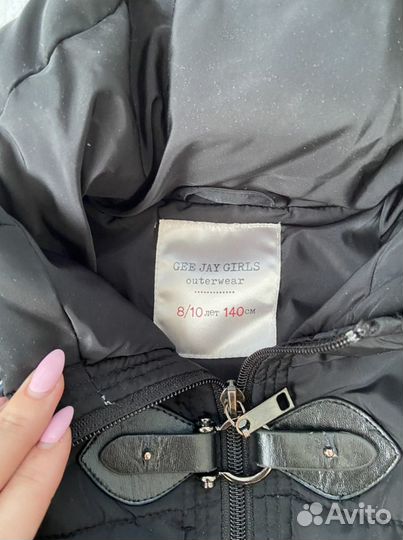 GEE JAY GIRLS
outerwear
8/10 лет 140 см
Avito